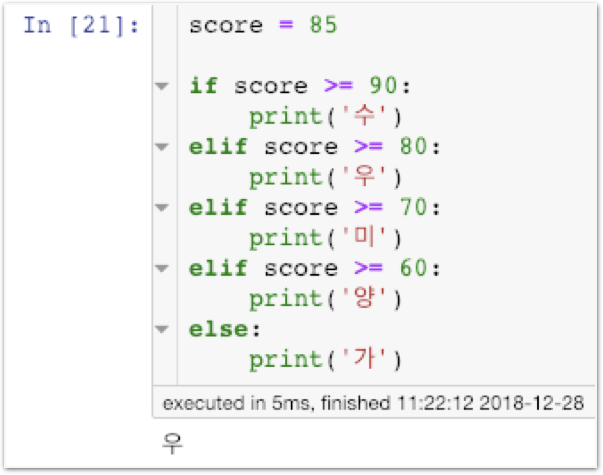 In [21]:
score = 85
if score >= 90:
    print('수')
elif score >= 80:
    print('우')
elif score >= 70:
    print('미')
elif score >= 60:
    print('양')
else:
    print('가')
executed in 5ms, finished 11:22:12 2018-12-28
우